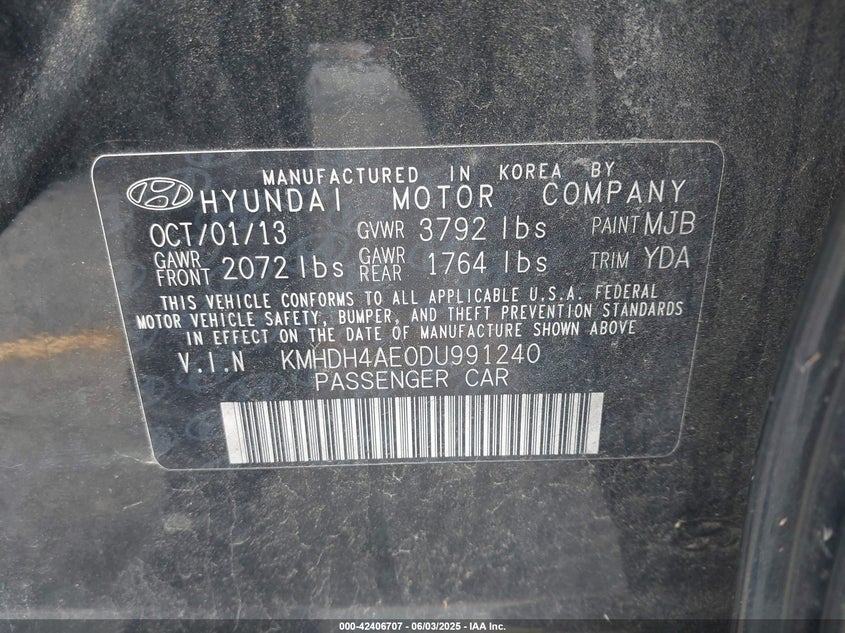 MANUFACTURED IN KOREA BY
HYUNDAI MOTOR COMPANY
OCT/01/13 GVWR 3792 lbs PAINT MJB
GAWR FRONT 2072 lbs GAWR REAR 1764 lbs TRIM YDA
THIS VEHICLE CONFORMS TO ALL APPLICABLE U.S.A. FEDERAL
MOTOR VEHICLE SAFETY, BUMPER, AND THEFT PREVENTION STANDARDS
IN EFFECT ON THE DATE OF MANUFACTURE SHOWN ABOVE
V.I.N KMHDH4AE0DU991240
PASSENGER CAR
000-42406707 - 06/03/2025 - IAA Inc.